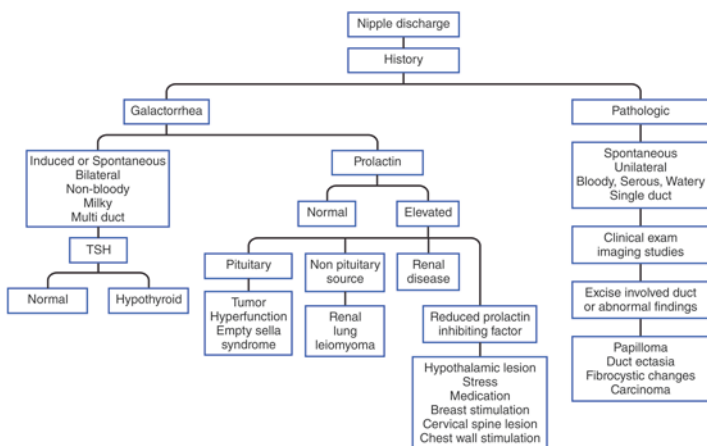 Nipple discharge
History
Galactorrhea
Pathologic
Induced or Spontaneous
Bilateral
Non-bloody
Milky
Multi duct
Prolactin
Spontaneous
Unilateral
Bloody, Serous, Watery
Single duct
Normal
Elevated
TSH
Clinical exam
imaging studies
Normal
Hypothyroid
Pituitary
Non pituitary
source
Renal
disease
Tumor
Hyperfunction
Empty sella
syndrome
Renal
lung
leiomyoma
Reduced prolactin
inhibiting factor
Excise involved duct
or abnormal findings
Hypothalamic lesion
Stress
Medication
Breast stimulation
Cervical spine lesion
Chest wall stimulation
Papilloma
Duct ectasia
Fibrocystic changes
Carcinoma